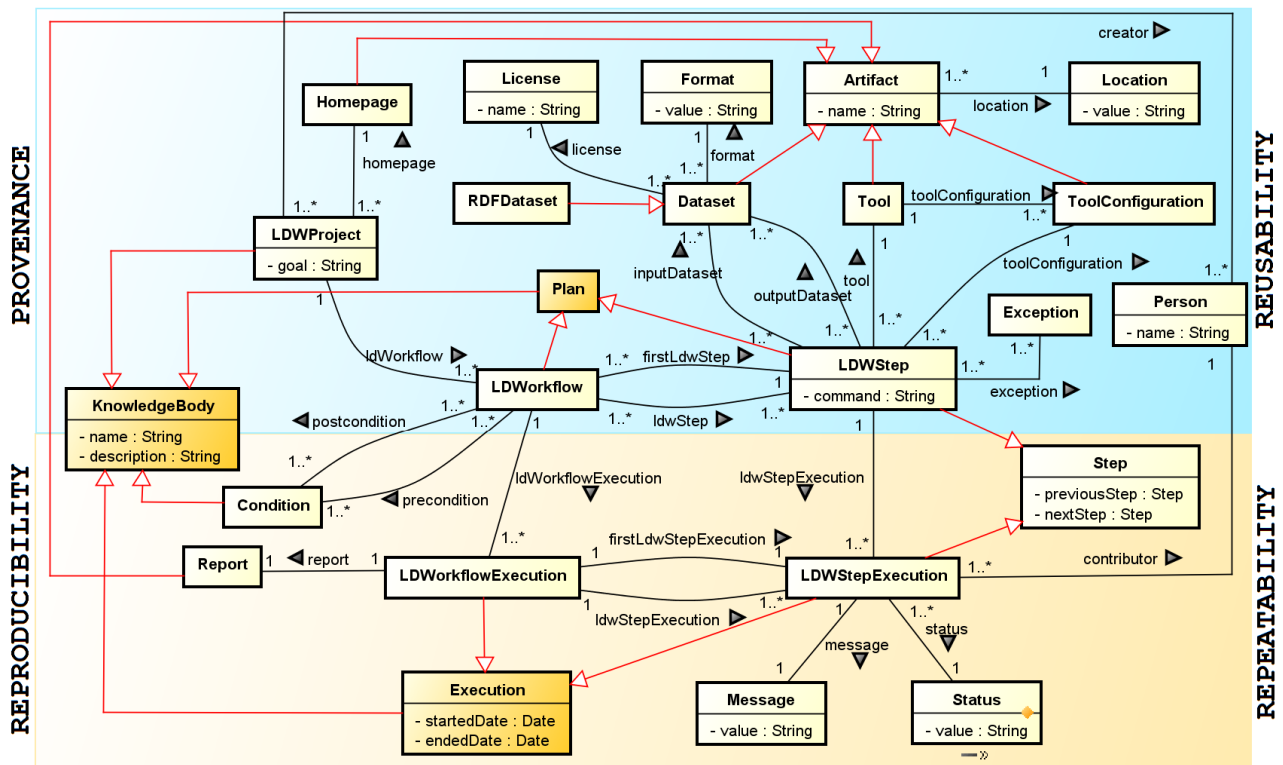 PROVENANCE
REUSABILITY
REPRODUCIBILITY
REPEATABILITY
creator
License
- name : String
Format
- value : String
Artifact
- name : String
1..*
1
location
Location
- value : String
Homepage
1
homepage
1..*
1..*
1
license
1..*
1
format
1..*
RDFDataset
Dataset
Tool
toolConfiguration
1
1..*
ToolConfiguration
LDWProject
- goal : String
1
1..*
inputDataset
1..*
outputDataset
1
tool
1
toolConfiguration
1..*
Person
- name : String
1
Plan
Exception
1..*
exception
1..*
ldWorkflow
1..*
LDWorkflow
1..*
firstLdwStep
1
1..*
ldwStep
1..*
1..*
1..*
1..*
1..*
LDWStep
- command : String
1
KnowledgeBody
- name : String
- description : String
postcondition
1..*
1..*
precondition
1..*
1..*
Condition
1
ldWorkflowExecution
1..*
ldwStepExecution
1..*
Step
- previousStep : Step
- nextStep : Step
Report
1
report
1
LDWorkflowExecution
1
firstLdwStepExecution
1
1
ldwStepExecution
1..*
LDWStepExecution
1..*
contributor
1
message
1
1..*
status
1
Execution
- startedDate : Date
- endedDate : Date
Message
- value : String
Status
- value : String